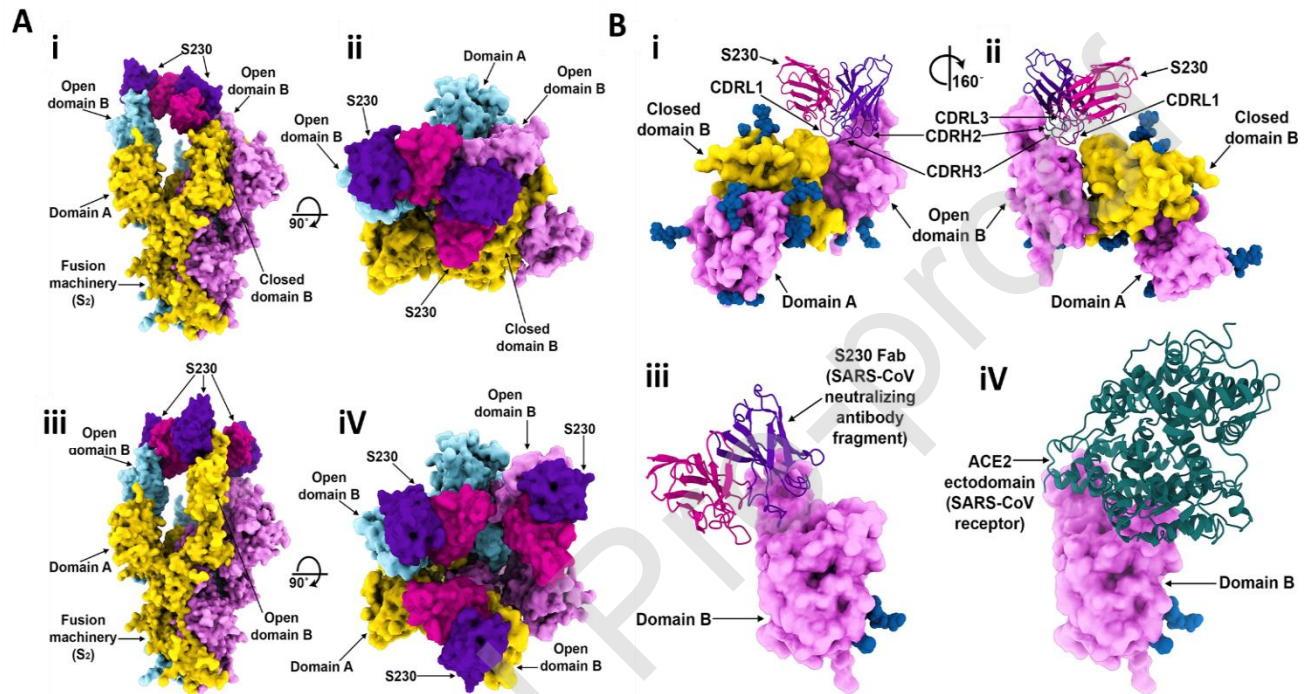 A
i
S230
Open
domain B
Open
domain B
Domain A
Fusion
machinery
(S₂)
Closed
domain B
90°
ii
Domain A
Open
domain B
S230
Open
domain B
S230
Closed
domain B
iii
S230
Open
domain B
Domain A
Fusion
machinery
(S₂)
Open
domain B
90°
iV
Open
domain B
S230
S230
Open
domain B
Domain A
S230
Open
domain B
B
i
S230
CDRL1
Closed
domain B
Open
domain B
Domain A
160°
ii
S230
CDRL3
CDRL1
CDRH2
CDRH3
Closed
domain B
Domain A
iii
S230 Fab
(SARS-CoV
neutralizing
antibody
fragment)
Domain B
iV
ACE2
ectodomain
(SARS-CoV
receptor)
Domain B